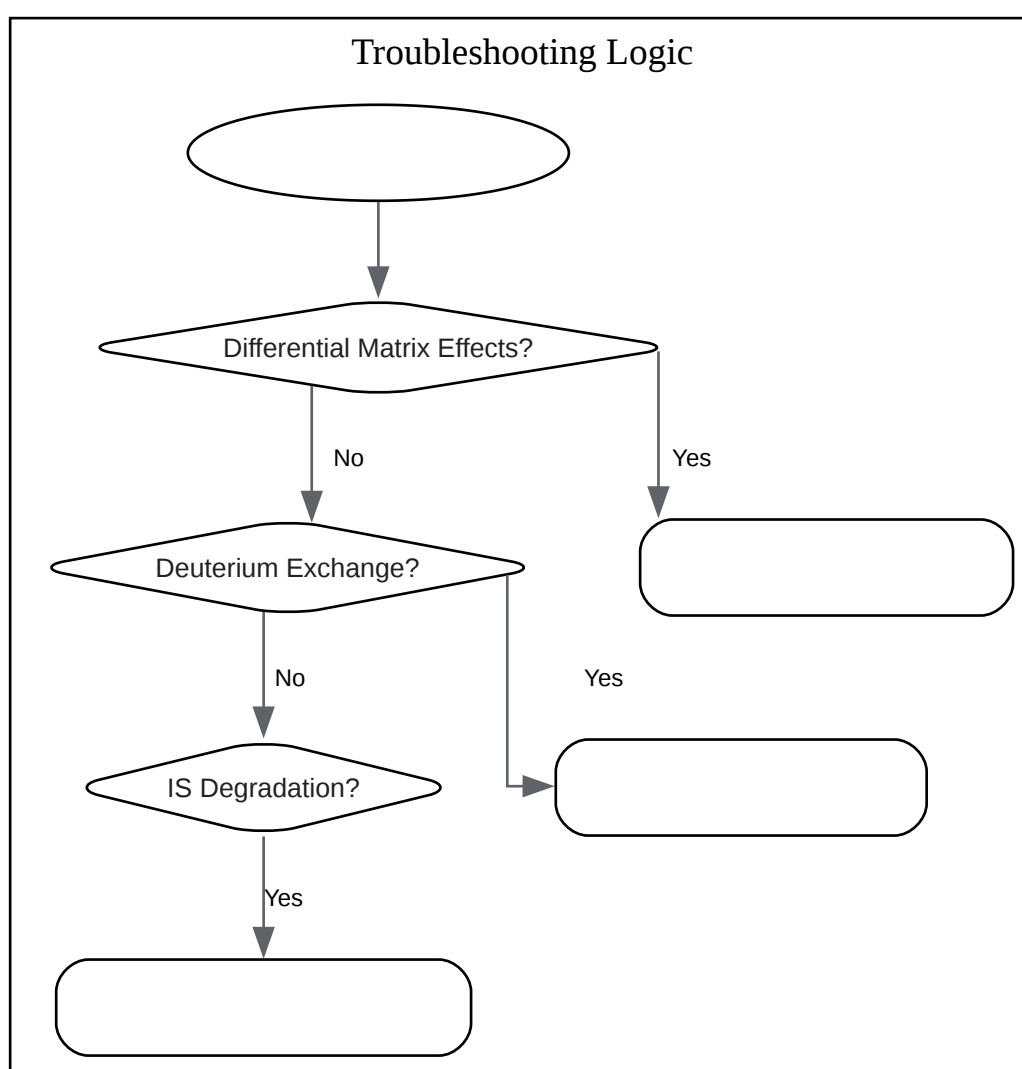 Troubleshooting Logic
Differential Matrix Effects?
No
Yes
Deuterium Exchange?
No
Yes
IS Degradation?
Yes